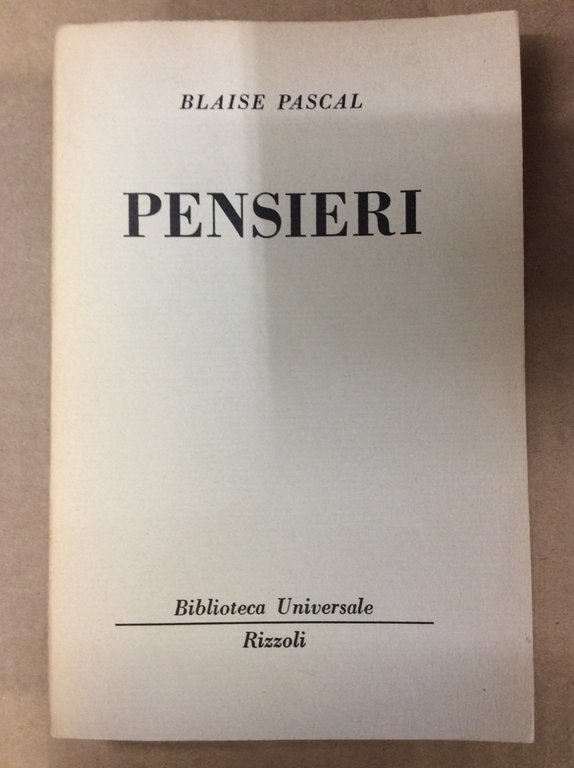 BLAISE PASCAL
PENSIERI
Biblioteca Universale
Rizzoli